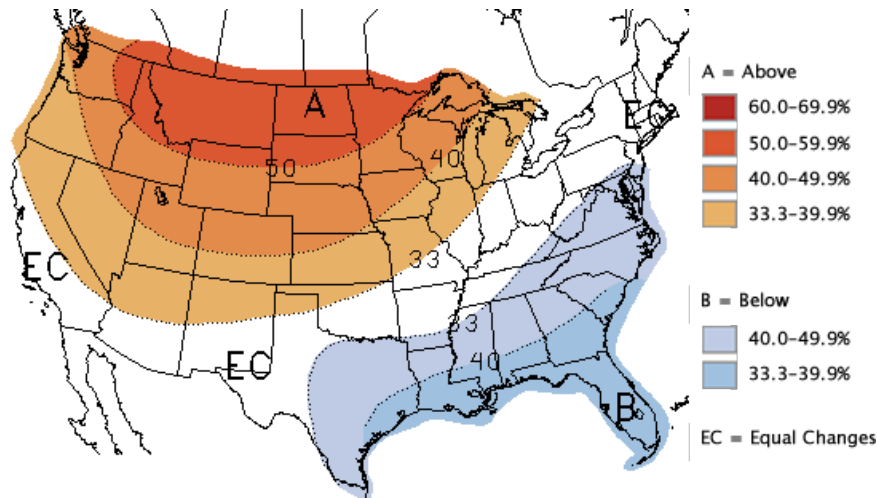 A
50
40
33
EC
EC
EC
33
40
B
A = Above
60.0–69.9%
50.0–59.9%
40.0–49.9%
33.3–39.9%
B = Below
40.0–49.9%
33.3–39.9%
EC = Equal Changes